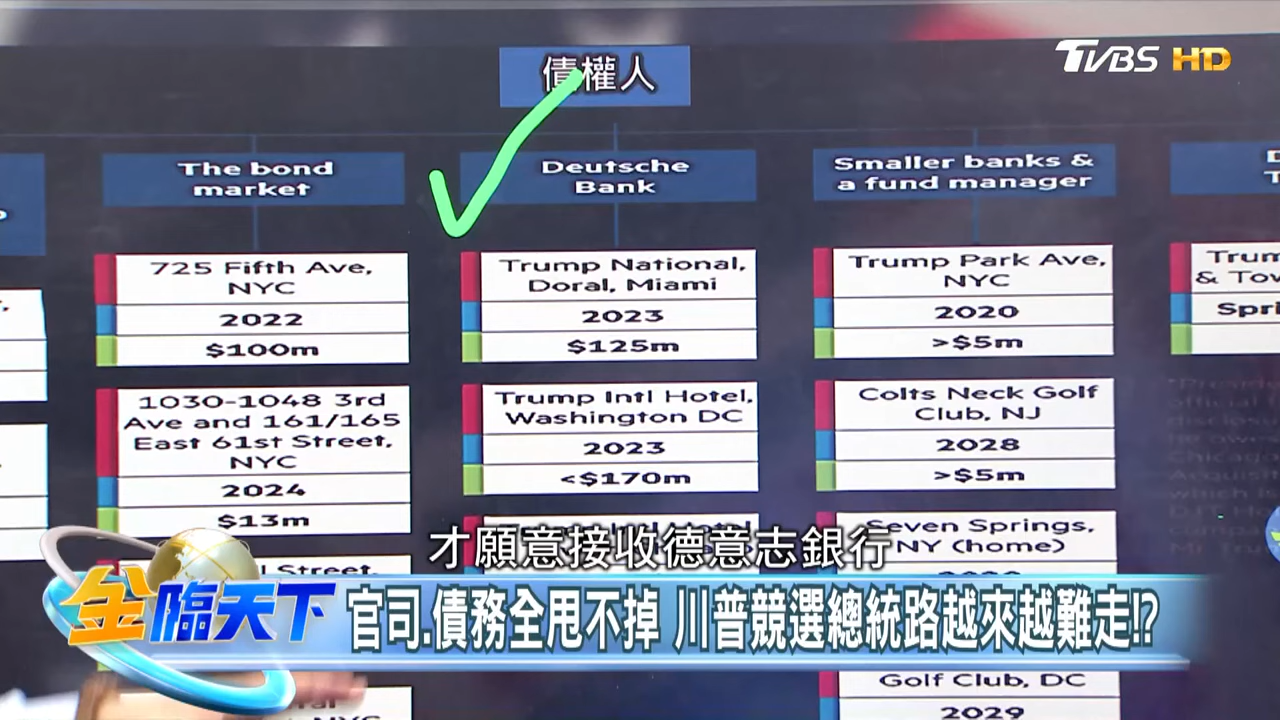 TVBS HD
債權人
The bond
market
725 Fifth Ave,
NYC
2022
$100m
1030-1048 3rd
Ave and 161/165
East 61st Street,
NYC
2024
$13m
Street,
NYC
Deutsche
Bank
Trump National,
Doral, Miami
2023
$125m
Trump Intl Hotel,
Washington DC
2023
<$170m
Smaller banks &
a fund manager
Trump Park Ave,
NYC
2020
>$5m
Colts Neck Golf
Club, NJ
2028
>$5m
Seven Springs,
NY (home)
Golf Club, DC
2029
& Tow
Spri
才願意接收德意志銀行
金臨天下
官司.債務全甩不掉 川普競選總統路越來越難走!?